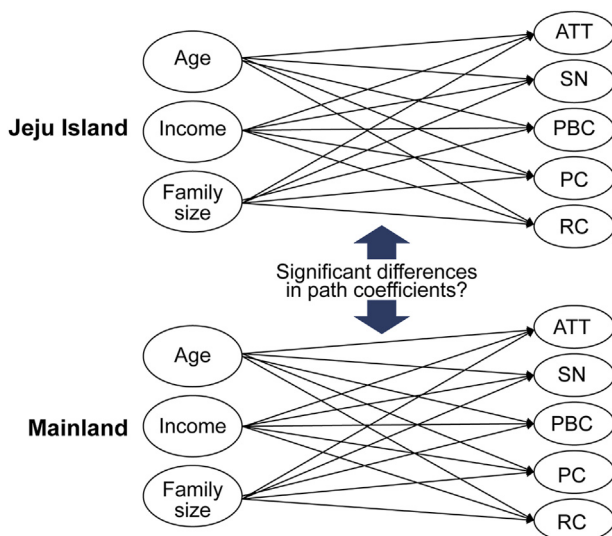 Jeju Island
Age
Income
Family
size
ATT
SN
PBC
PC
RC
Significant differences
in path coefficients?
Mainland
Age
Income
Family
size
ATT
SN
PBC
PC
RC